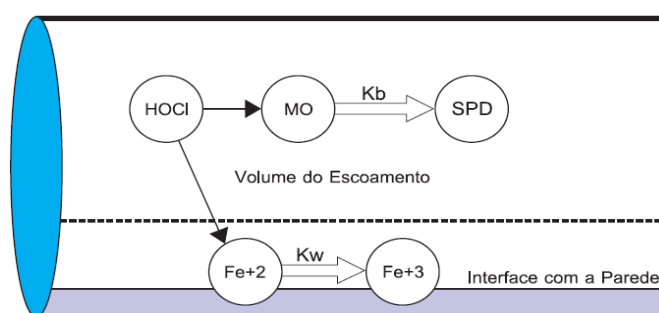 Kb
HOCl
MO
SPD
Volume do Escoamento
Kw
Fe+2
Fe+3
Interface com a Parede